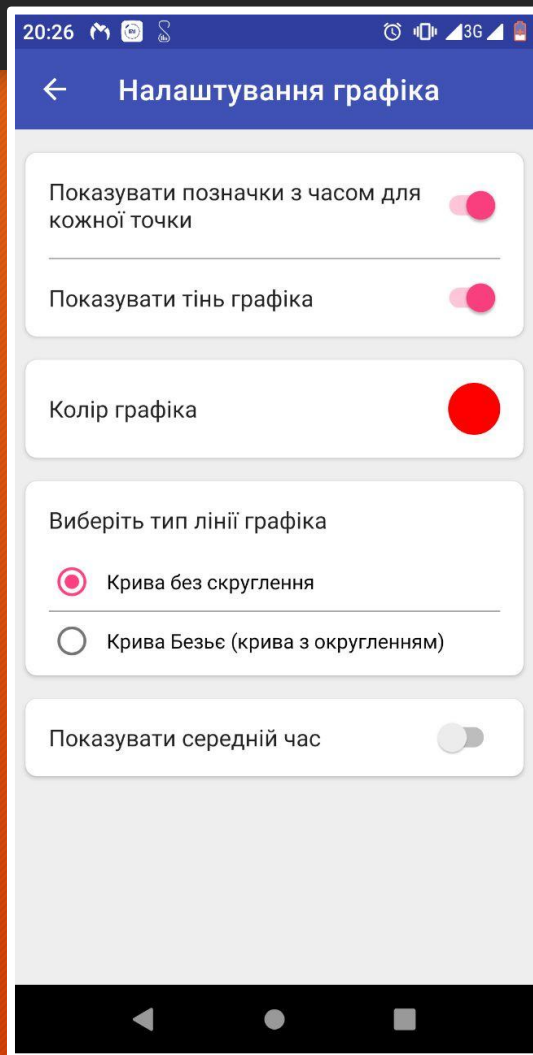 20:26
3G
Налаштування графіка
Показувати позначки з часом для
кожної точки
Показувати тінь графіка
Колір графіка
Виберіть тип лінії графіка
Крива без скруглення
Крива Безьє (крива з округленням)
Показувати середній час